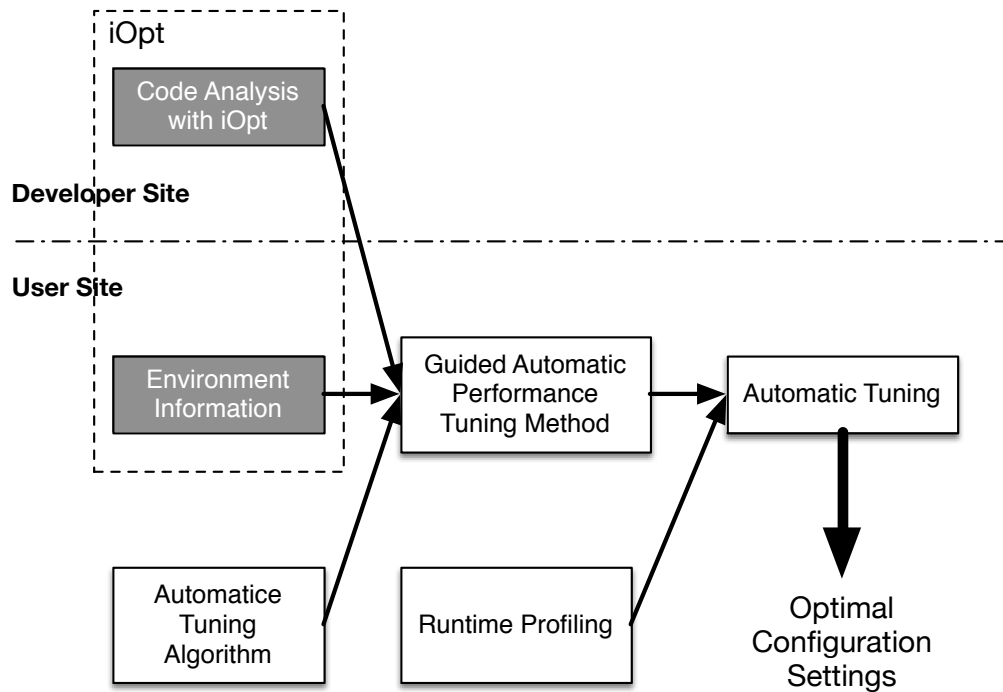 iOpt
Code Analysis
with iOpt
Developer Site
User Site
Environment
Information
Guided Automatic
Performance
Tuning Method
Automatic Tuning
Automatice
Tuning
Algorithm
Runtime Profiling
Optimal
Configuration
Settings